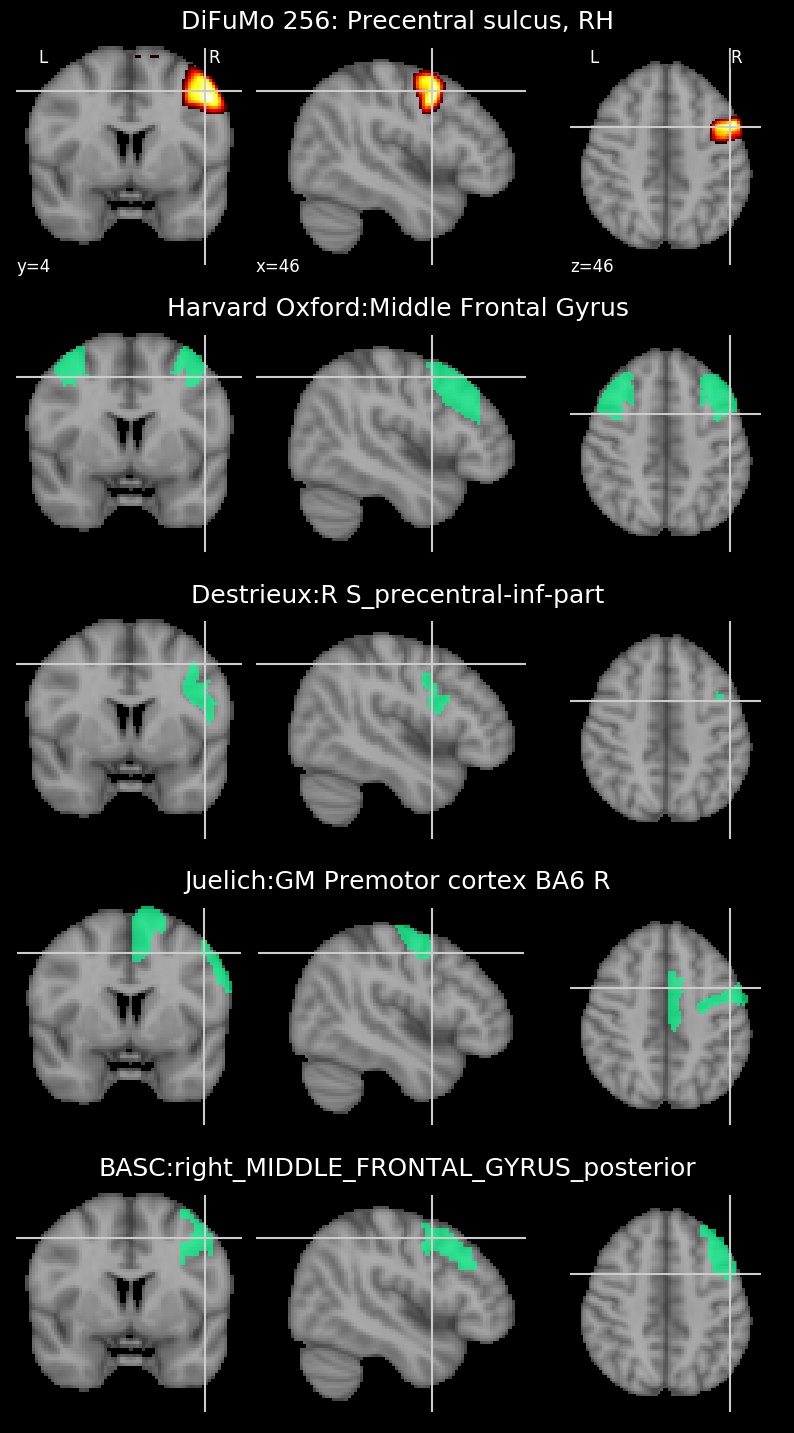 DiFuMo 256: Precentral sulcus, RH
L R L R
y=4 x=46 z=46
Harvard Oxford:Middle Frontal Gyrus
Destrieux:R S_precentral-inf-part
Juelich:GM Premotor cortex BA6 R
BASC:right_MIDDLE_FRONTAL_GYRUS_posterior